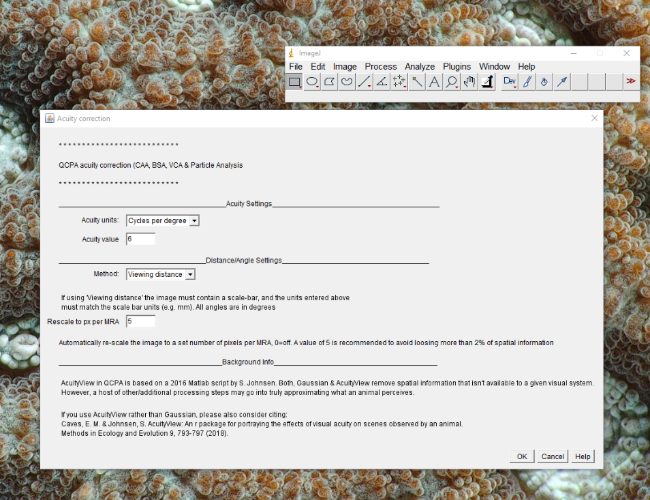 ImageJ
File Edit Image Process Analyze Plugins Window Help
Dev
Acuity correction
* * * * * * * * * * * * * * * * * * * * * * * * * *
QCPA acuity correction (CAA, BSA, VCA & Particle Analysis
* * * * * * * * * * * * * * * * * * * * * * * * * *
Acuity Settings
Acuity units: Cycles per degree
Acuity value 6
Distance/Angle Settings
Method: Viewing distance
If using 'Viewing distance' the image must contain a scale-bar, and the units entered above
must match the scale bar units (e.g. mm). All angles are in degrees
Rescale to px per MRA 5
Automatically re-scale the image to a set number of pixels per MRA, 0=off. A value of 5 is recommended to avoid loosing more than 2% of spatial information
Background Info
AcuityView in QCPA is based on a 2016 Matlab script by S. Johnsen. Both, Gaussian & AcuityView remove spatial information that isn't available to a given visual system.
However, a host of other/additional processing steps may go into truly approximating what an animal perceives.
If you use AcuityView rather than Gaussian, please also consider citing:
Caves, E. M. & Johnsen, S. AcuityView: An r package for portraying the effects of visual acuity on scenes observed by an animal.
Methods in Ecology and Evolution 9, 793-797 (2018).
OK Cancel Help